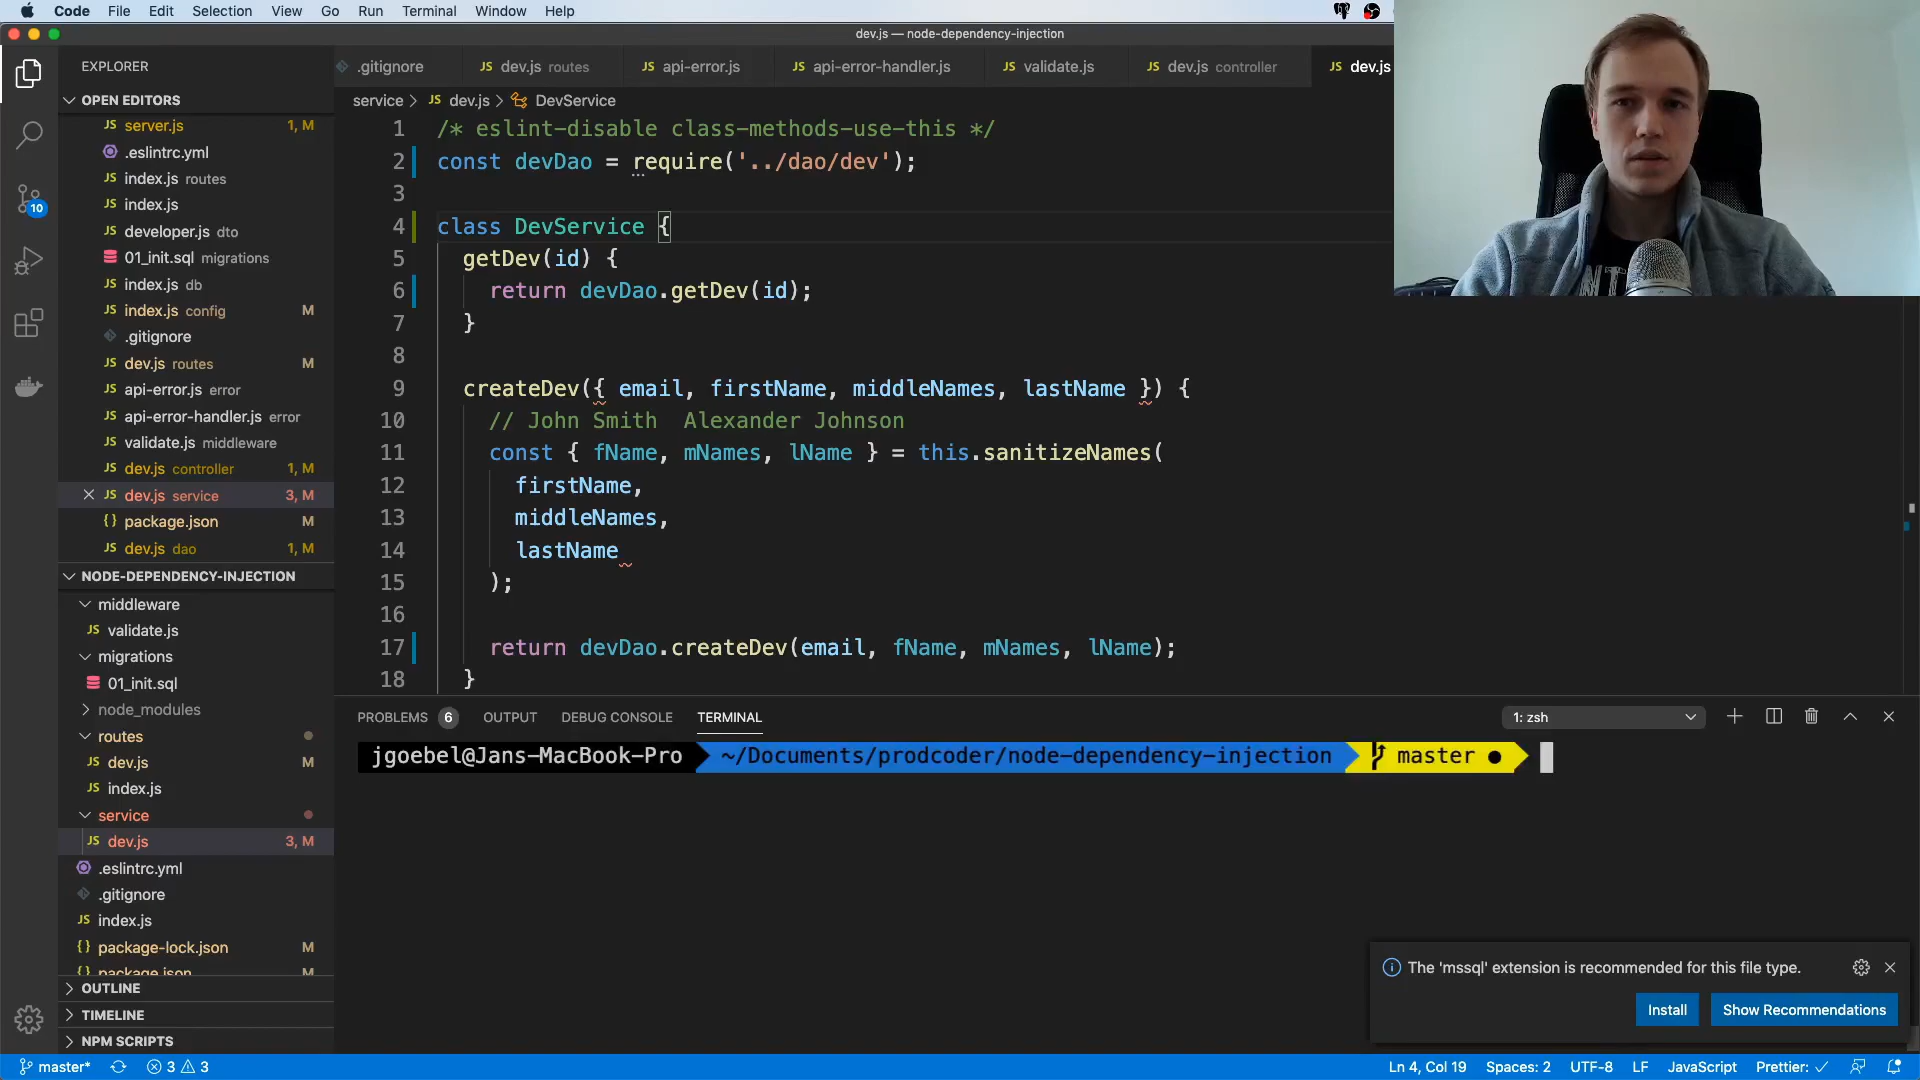 Code File Edit Selection View Go Run Terminal Window Help
dev.js — node-dependency-injection
EXPLORER
.gitignore JS dev.js routes JS api-error.js JS api-error-handler.js JS validate.js JS dev.js controller JS dev.js
OPEN EDITORS
service > JS dev.js > DevService
JS server.js 1, M
.eslintrc.yml
JS index.js routes
JS index.js
JS developer.js dto
01_init.sql migrations
JS index.js db
JS index.js config M
.gitignore
JS dev.js routes M
JS api-error.js error
JS api-error-handler.js error
JS validate.js middleware
JS dev.js controller 1, M
JS dev.js service 3, M
{} package.json M
JS dev.js dao 1, M
10
NODE-DEPENDENCY-INJECTION
middleware
JS validate.js
migrations
01_init.sql
node_modules
routes
JS dev.js M
JS index.js
service
JS dev.js 3, M
.eslintrc.yml
.gitignore
JS index.js
{} package-lock.json M
{} package.json M
OUTLINE
TIMELINE
NPM SCRIPTS
1 /* eslint-disable class-methods-use-this */
2 const devDao = require('../dao/dev');
3
4 class DevService {
5 getDev(id) {
6 return devDao.getDev(id);
7 }
8
9 createDev({ email, firstName, middleNames, lastName }) {
10 // John Smith  Alexander Johnson
11 const { fName, mNames, lName } = this.sanitizeNames(
12 firstName,
13 middleNames,
14 lastName
15 );
16
17 return devDao.createDev(email, fName, mNames, lName);
18 }
PROBLEMS 6 OUTPUT DEBUG CONSOLE TERMINAL 1: zsh
jgoebel@Jans-MacBook-Pro ~/Documents/prodcoder/node-dependency-injection master ●
The 'mssql' extension is recommended for this file type.
Install Show Recommendations
master* 3 3 Ln 4, Col 19 Spaces: 2 UTF-8 LF JavaScript Prettier: ✓